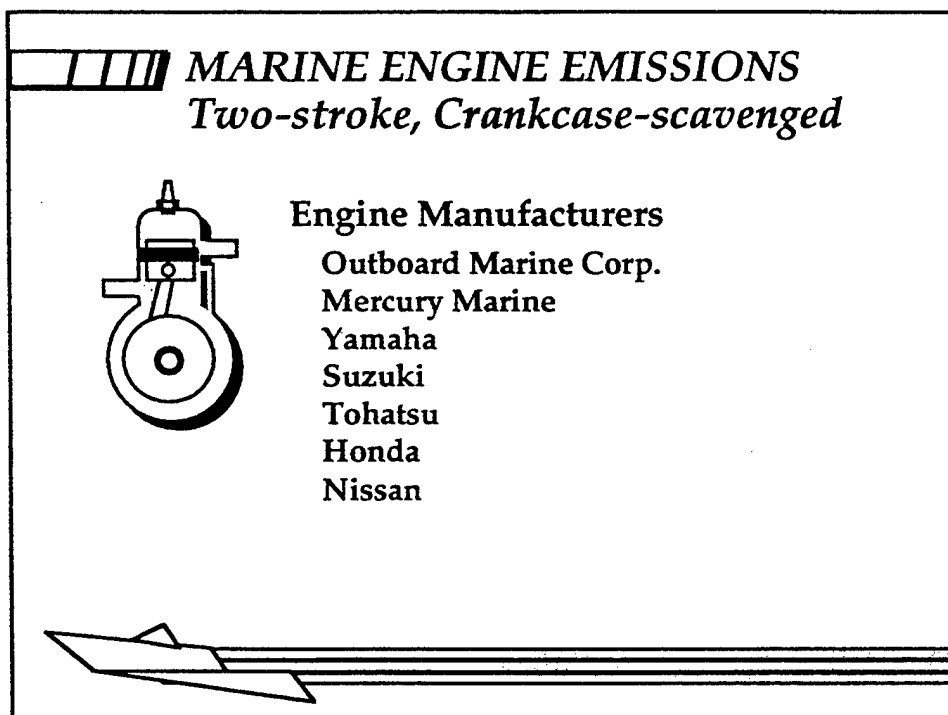 MARINE ENGINE EMISSIONS
Two-stroke, Crankcase-scavenged
Engine Manufacturers
Outboard Marine Corp.
Mercury Marine
Yamaha
Suzuki
Tohatsu
Honda
Nissan